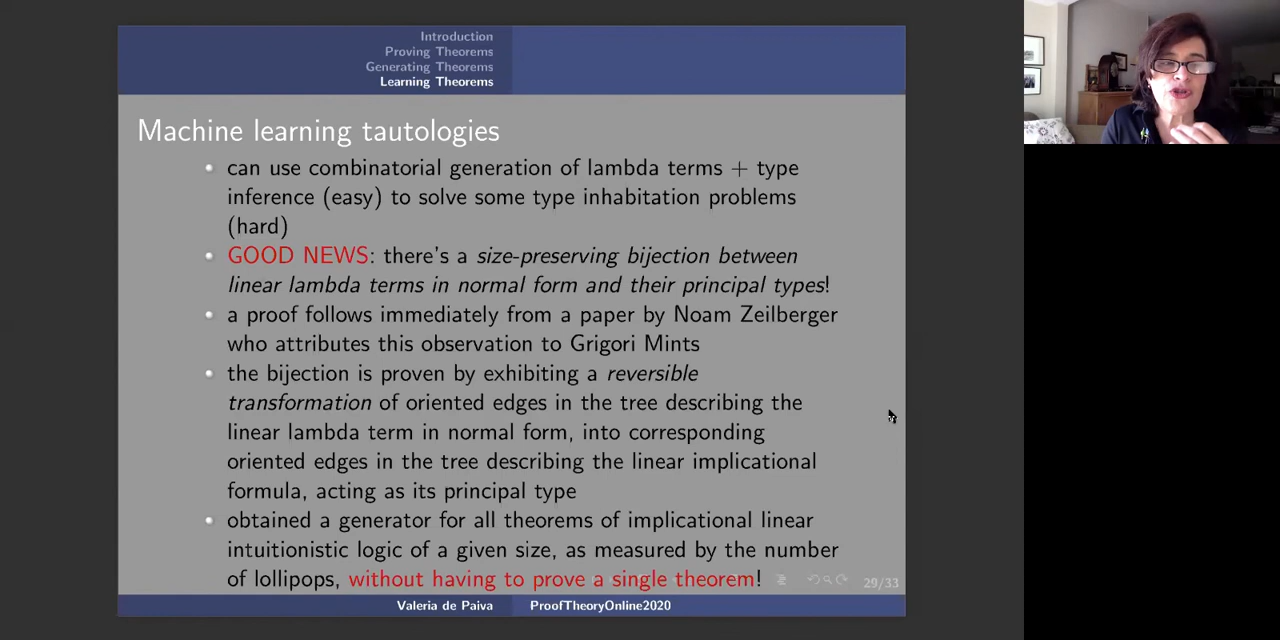 Introduction
Proving Theorems
Generating Theorems
Learning Theorems
Machine learning tautologies
can use combinatorial generation of lambda terms + type
inference (easy) to solve some type inhabitation problems
(hard)
GOOD NEWS: there's a size-preserving bijection between
linear lambda terms in normal form and their principal types!
a proof follows immediately from a paper by Noam Zeilberger
who attributes this observation to Grigori Mints
the bijection is proven by exhibiting a reversible
transformation of oriented edges in the tree describing the
linear lambda term in normal form, into corresponding
oriented edges in the tree describing the linear implicational
formula, acting as its principal type
obtained a generator for all theorems of implicational linear
intuitionistic logic of a given size, as measured by the number
of lollipops, without having to prove a single theorem!
29/33
Valeria de Paiva ProofTheoryOnline2020